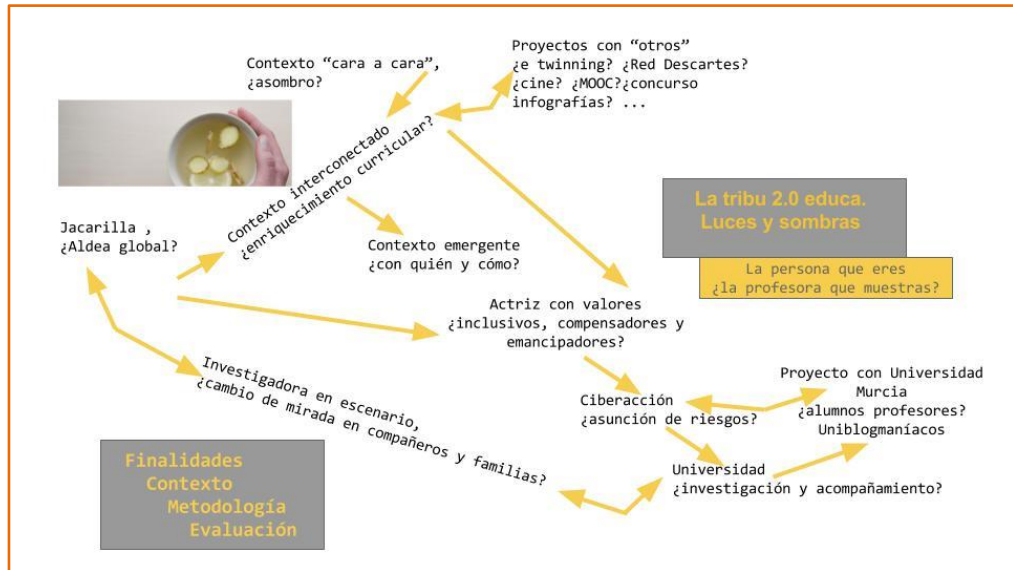 Contexto “cara a cara”,
¿asombro?
Proyectos con “otros”
¿e twinning? ¿Red Descartes?
¿cine? ¿MOOC?¿concurso
infografías? ...
Contexto interconectado
¿enriquecimiento curricular?
La tribu 2.0 educa.
Luces y sombras
La persona que eres
¿la profesora que muestras?
Jacarilla ,
¿Aldea global?
Contexto emergente
¿con quién y cómo?
Actriz con valores
¿inclusivos, compensadores y
emancipadores?
Investigadora en escenario,
¿cambio de mirada en compañeros y familias?
Ciberacción
¿asunción de riesgos?
Proyecto con Universidad
Murcia
¿alumnos profesores?
Uniblogmaníacos
Universidad
¿investigación y acompañamiento?
Finalidades
Contexto
Metodología
Evaluación